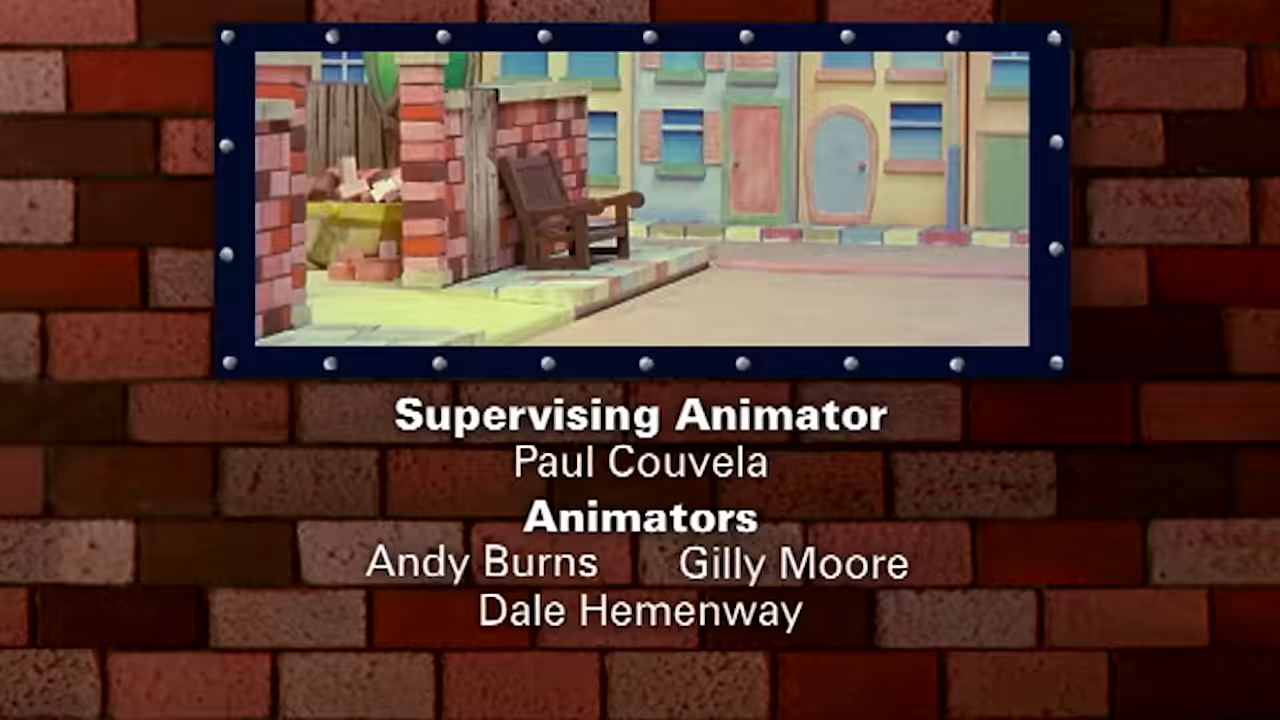 Supervising Animator
Paul Couvela
Animators
Andy Burns Gilly Moore
Dale Hemenway